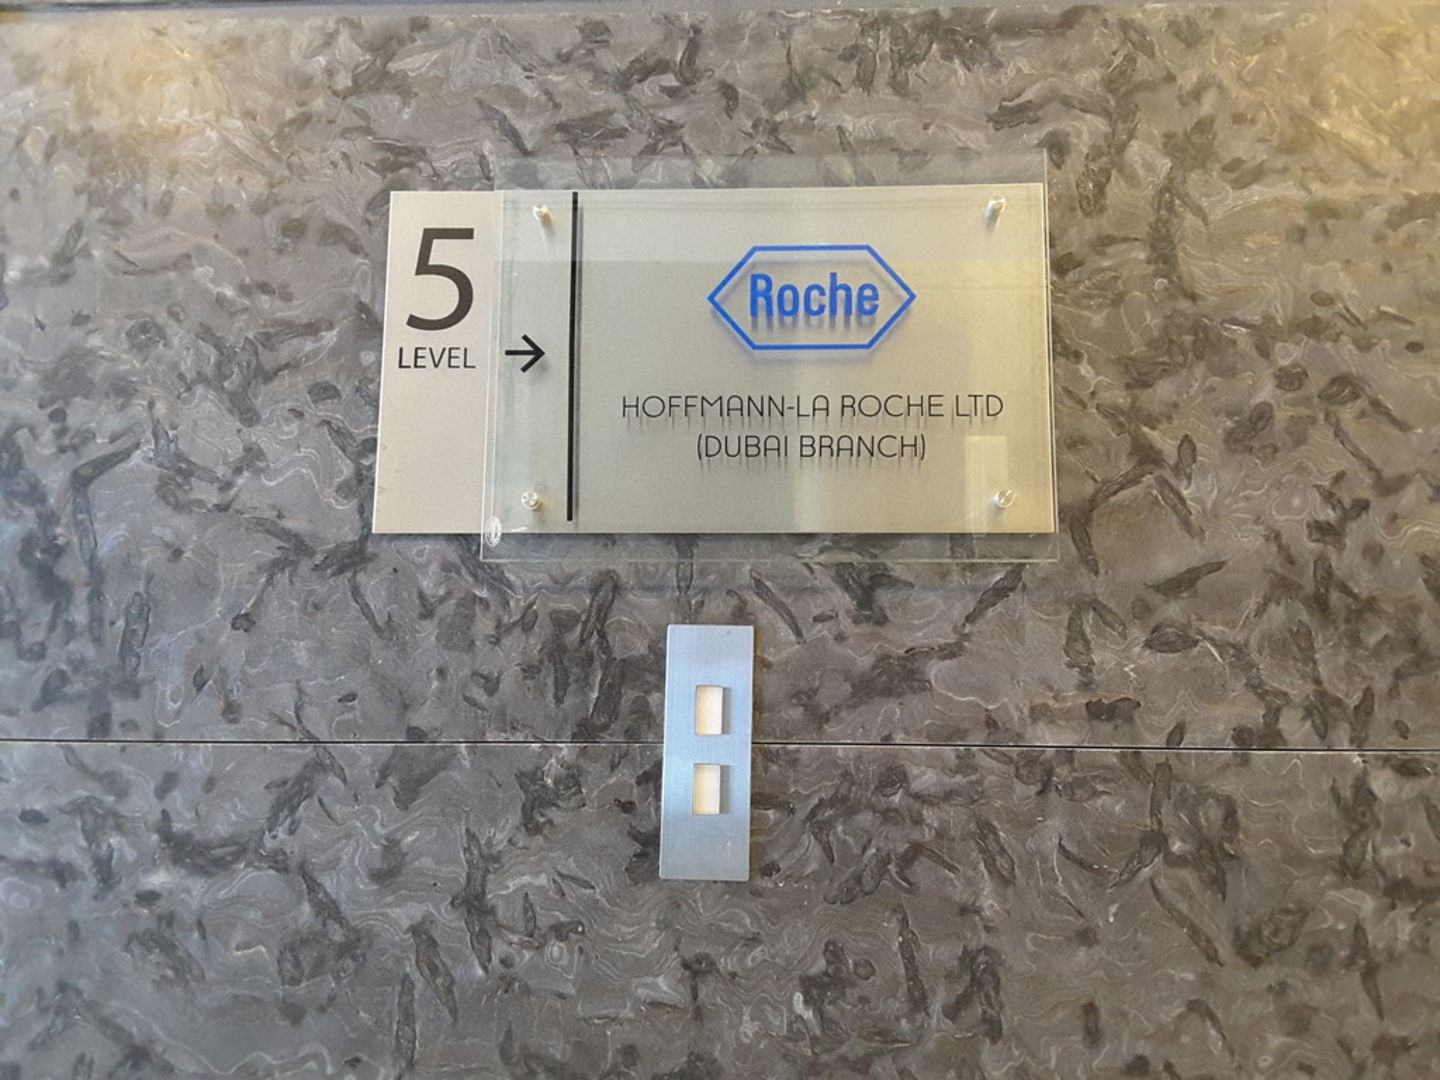 5
LEVEL
→
Roche
HOFFMANN-LA ROCHE LTD
(DUBAI BRANCH)